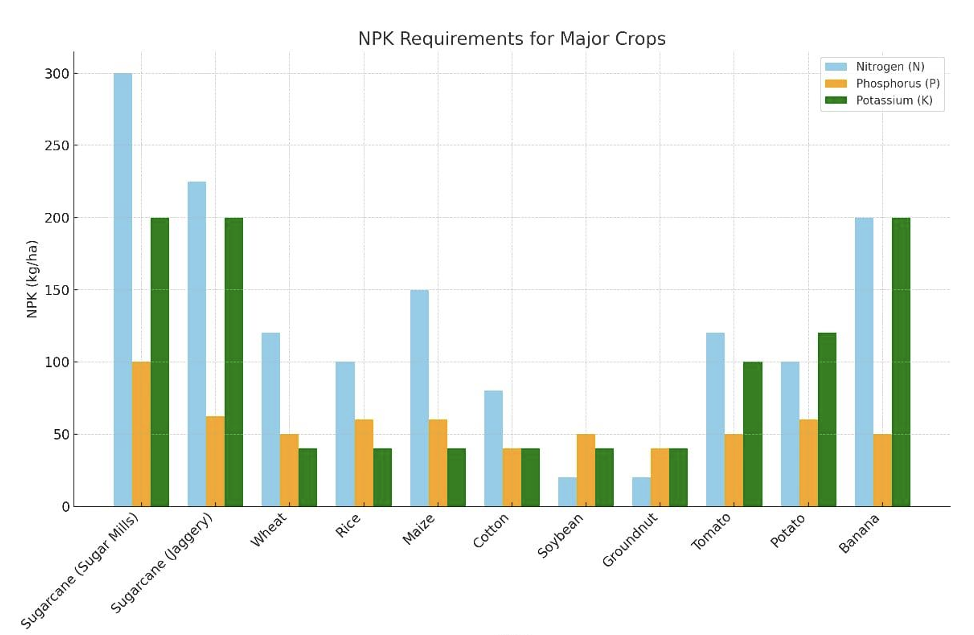 NPK Requirements for Major Crops
Nitrogen (N)
Phosphorus (P)
Potassium (K)
NPK (kg/ha)
300
250
200
150
100
50
0
Sugarcane (Sugar Mills)
Sugarcane (Jaggery)
Wheat
Rice
Maize
Cotton
Soybean
Groundnut
Tomato
Potato
Banana